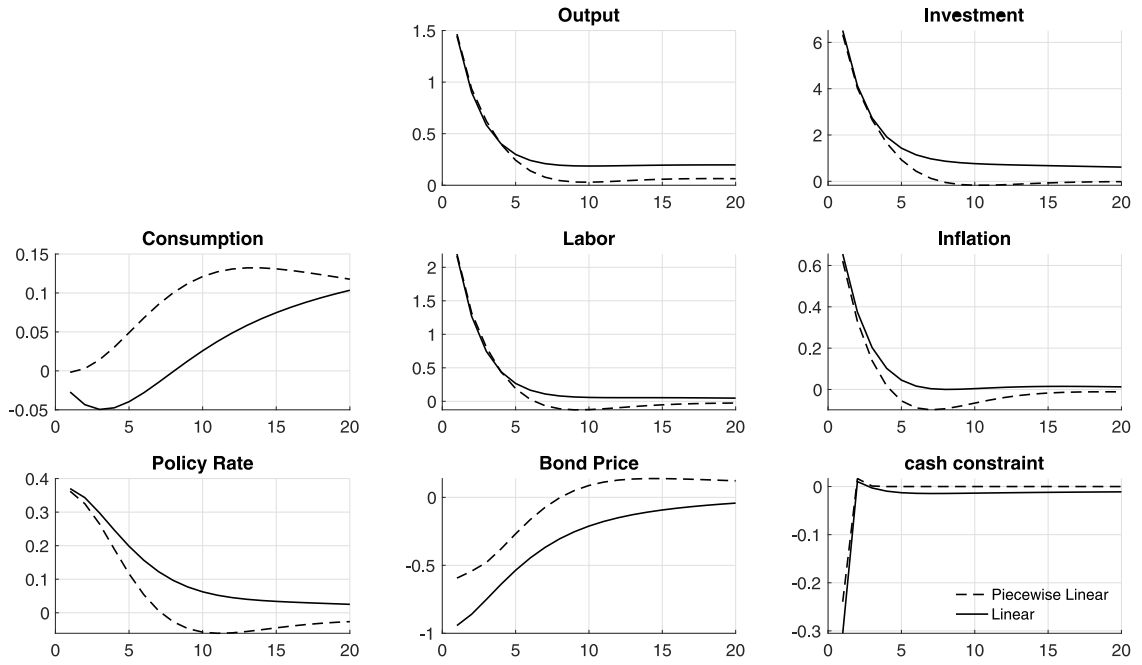 Output
1.5
1
0.5
0
0 5 10 15 20
Investment
6
4
2
0
0 5 10 15 20
Consumption
0.15
0.1
0.05
0
-0.05
0 5 10 15 20
Labor
2
1.5
1
0.5
0
0 5 10 15 20
Inflation
0.6
0.4
0.2
0
0 5 10 15 20
Policy Rate
0.4
0.3
0.2
0.1
0
0 5 10 15 20
Bond Price
0
-0.5
-1
0 5 10 15 20
cash constraint
0
-0.1
-0.2
-0.3
0 5 10 15 20
Piecewise Linear
Linear